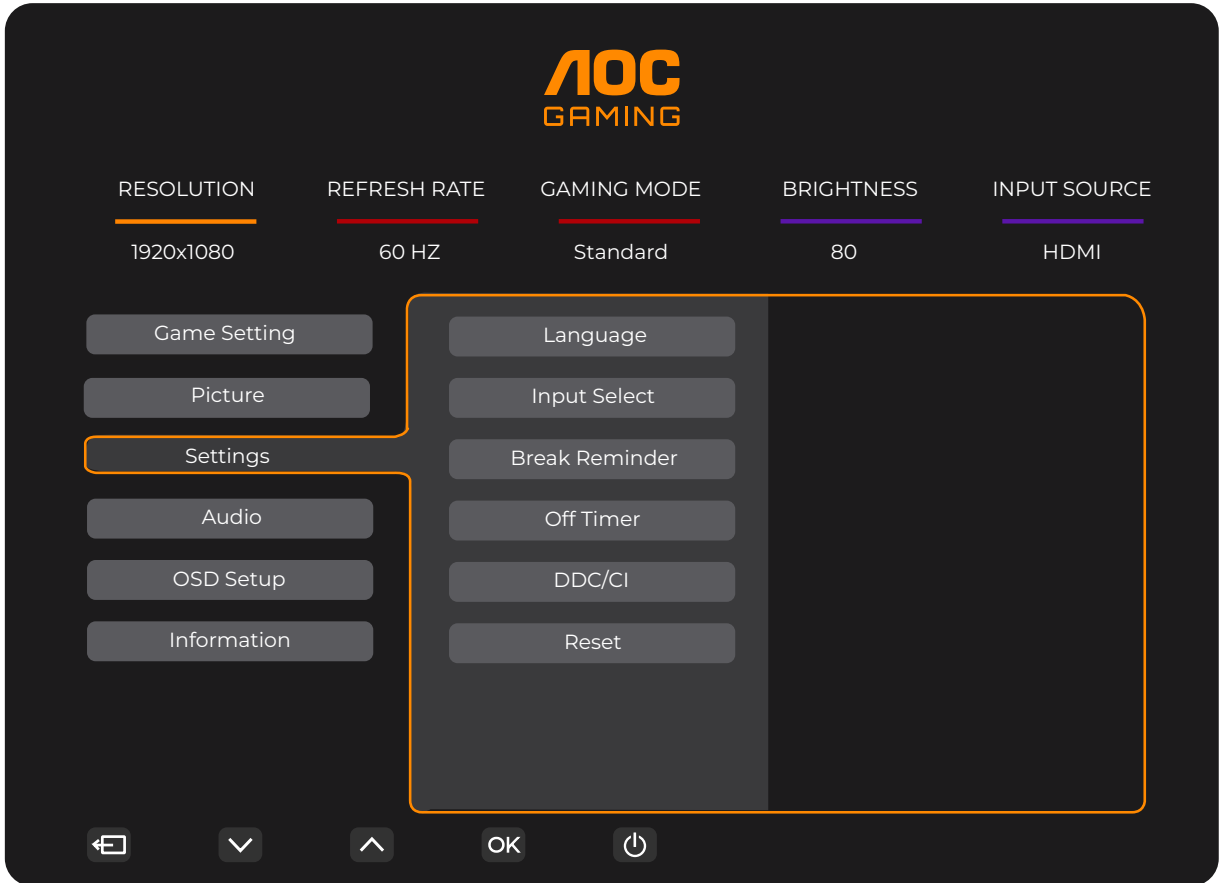 AOC
GAMING
RESOLUTION REFRESH RATE GAMING MODE BRIGHTNESS INPUT SOURCE
1920x1080 60 HZ Standard 80 HDMI
Game Setting
Picture
Settings
Audio
OSD Setup
Information
Language
Input Select
Break Reminder
Off Timer
DDC/CI
Reset
OK